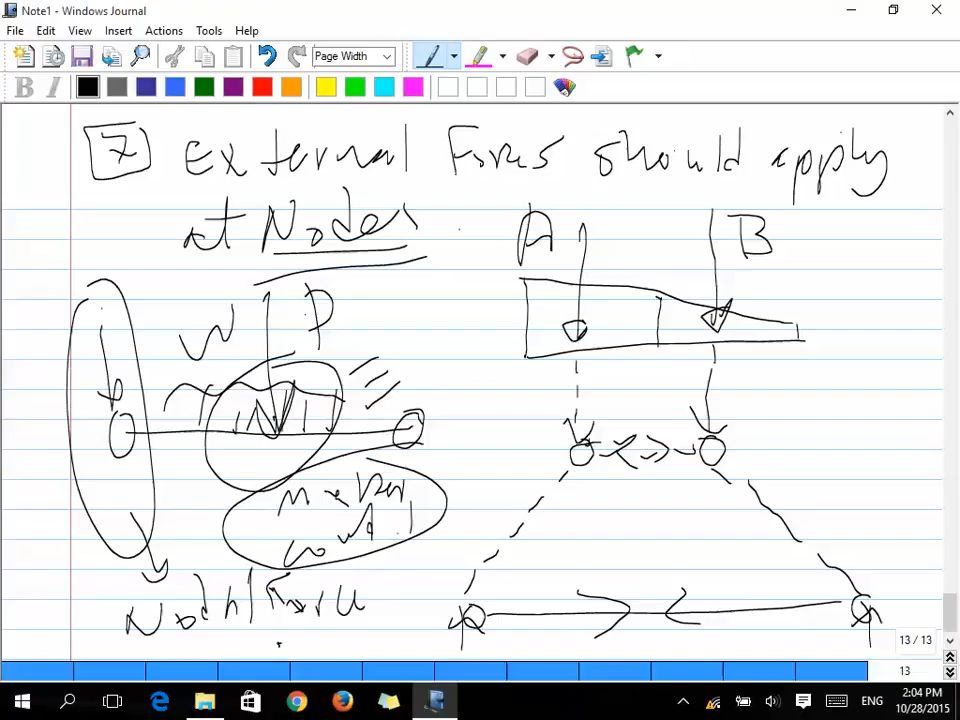 Note1 - Windows Journal
File Edit View Insert Actions Tools Help
Page Width
B I
7 External Forces should apply
at Nodes
A B
W P
Nodal Force
13 / 13
13
ENG
2:04 PM
10/28/2015